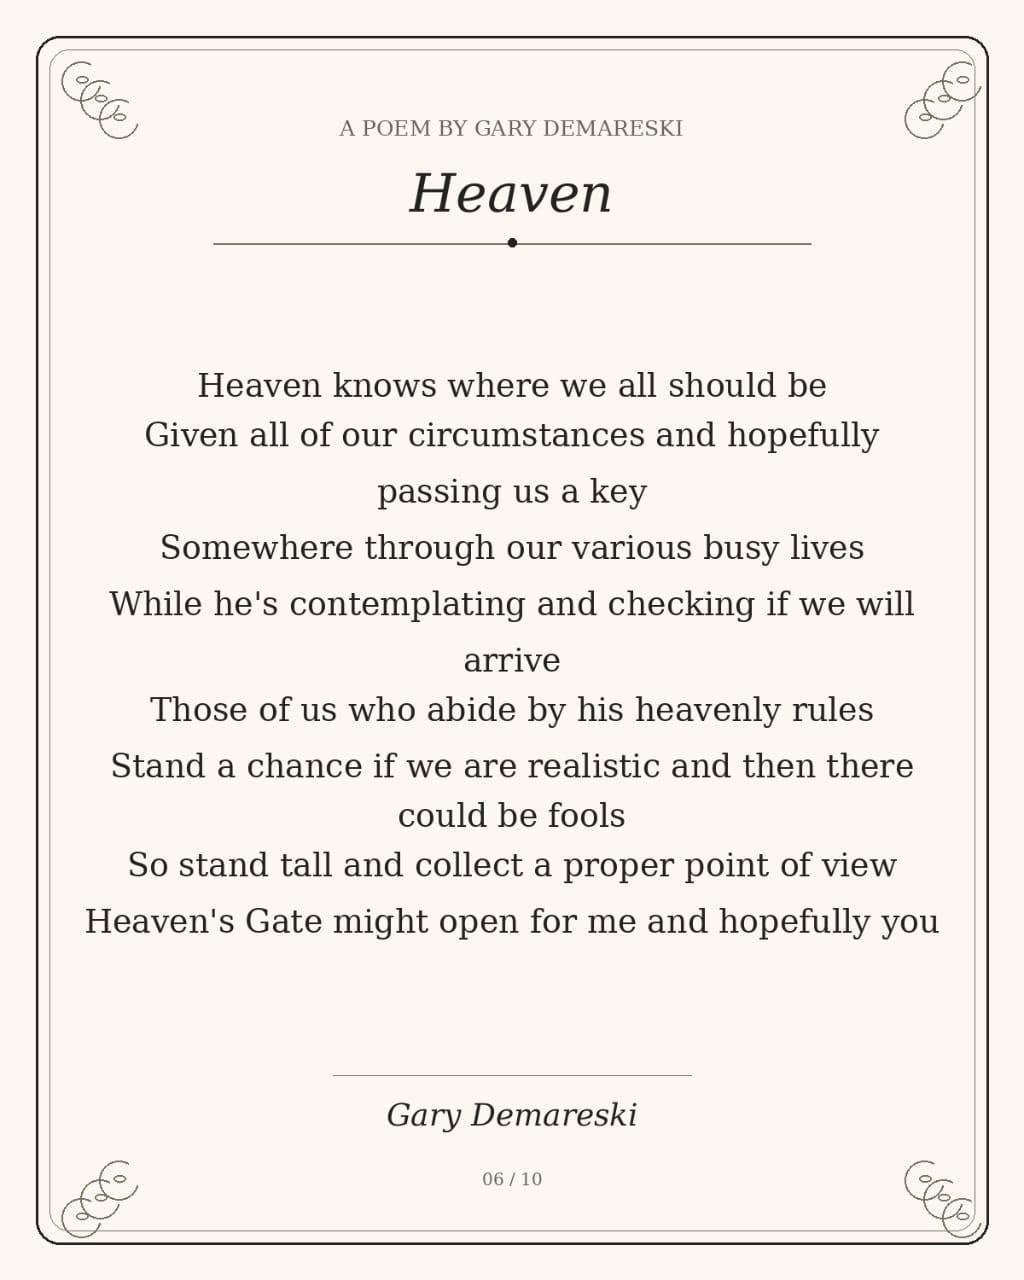 A POEM BY GARY DEMARESKI
Heaven
Heaven knows where we all should be
Given all of our circumstances and hopefully
passing us a key
Somewhere through our various busy lives
While he's contemplating and checking if we will
arrive
Those of us who abide by his heavenly rules
Stand a chance if we are realistic and then there
could be fools
So stand tall and collect a proper point of view
Heaven's Gate might open for me and hopefully you
Gary Demareski
06 / 10